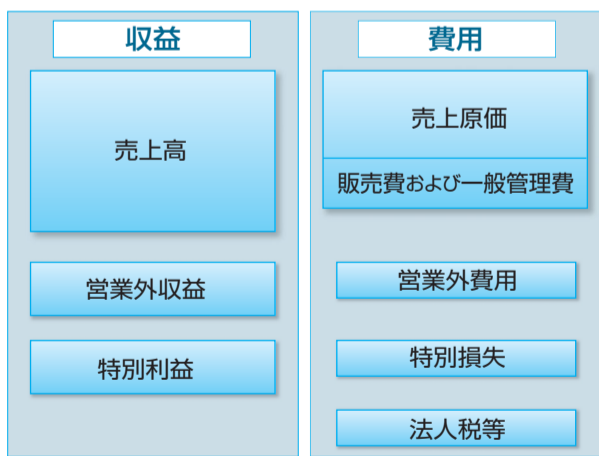 収益
売上高
営業外収益
特別利益
費用
売上原価
販売費および一般管理費
営業外費用
特別損失
法人税等